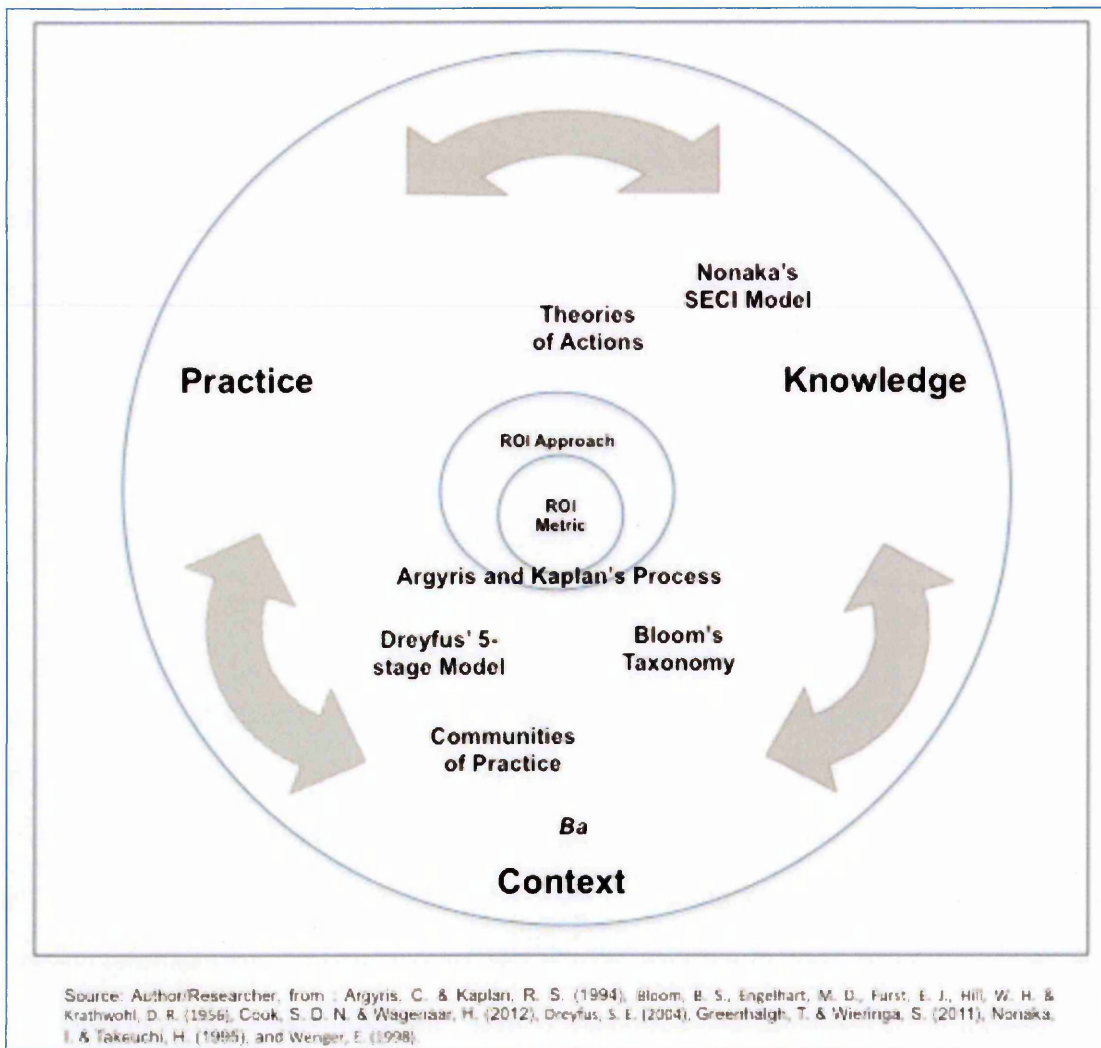 Nonaka's
SECI Model
Theories
of Actions
Practice
Knowledge
ROI Approach
ROI
Metric
Argyris and Kaplan's Process
Dreyfus' 5-
stage Model
Bloom's
Taxonomy
Communities
of Practice
Ba
Context
Source: Author/Researcher, from : Argyris, C. & Kaplan, R. S. (1994), Bloom, B. S., Engelhart, M. D., Furst, E. J., Hill, W. H. &
Krathwohl, D. R. (1956), Cook, S. D. N. & Wagenaar, H. (2012), Dreyfus, S. E. (2004), Greenhalgh, T. & Wieringa, S. (2011), Nonaka,
I. & Takeuchi, H. (1995), and Wenger, E. (1998).